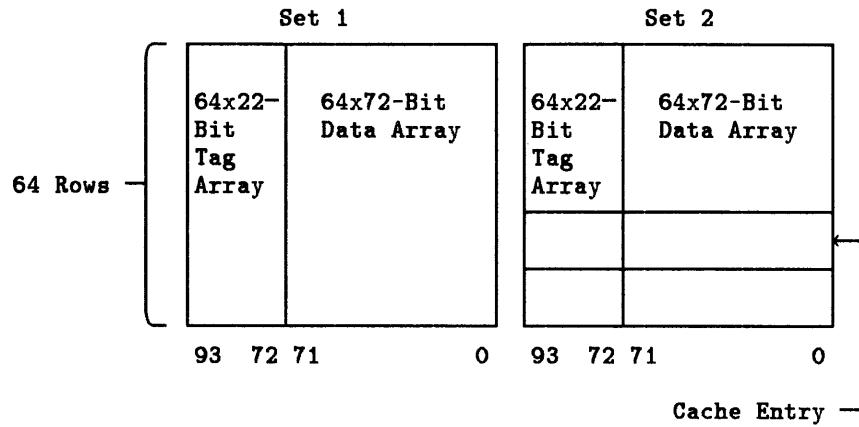 Set 1
Set 2
64x22-
Bit
Tag
Array
64x72-Bit
Data Array
64x22-
Bit
Tag
Array
64x72-Bit
Data Array
64 Rows
93 72 71 0
93 72 71 0
Cache Entry